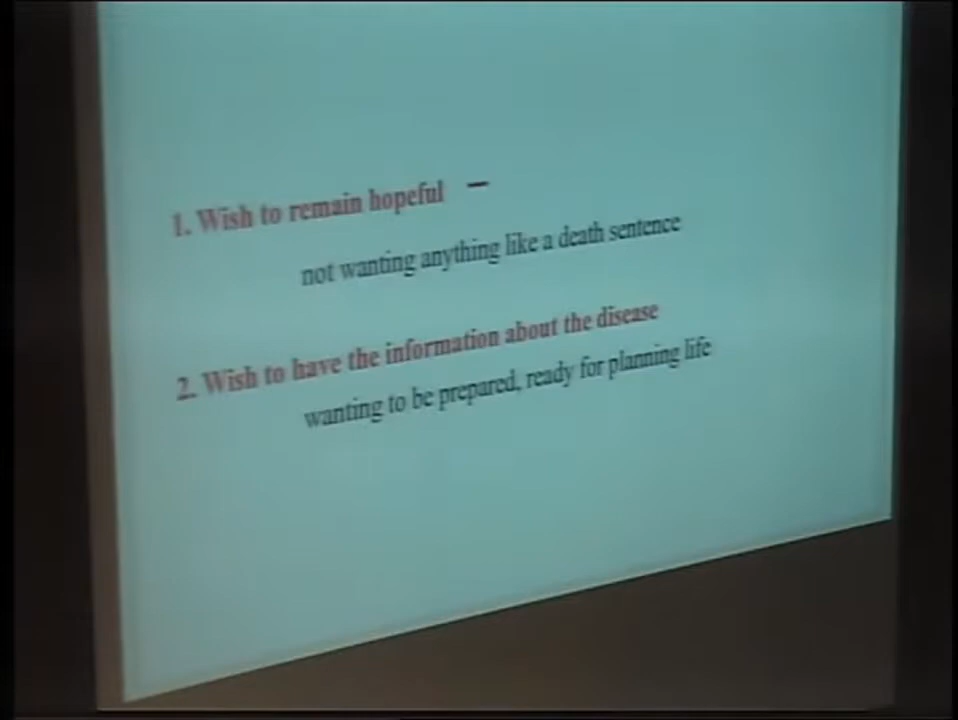 1. Wish to remain hopeful –
not wanting anything like a death sentence
2. Wish to have the information about the disease
wanting to be prepared, ready for planning life